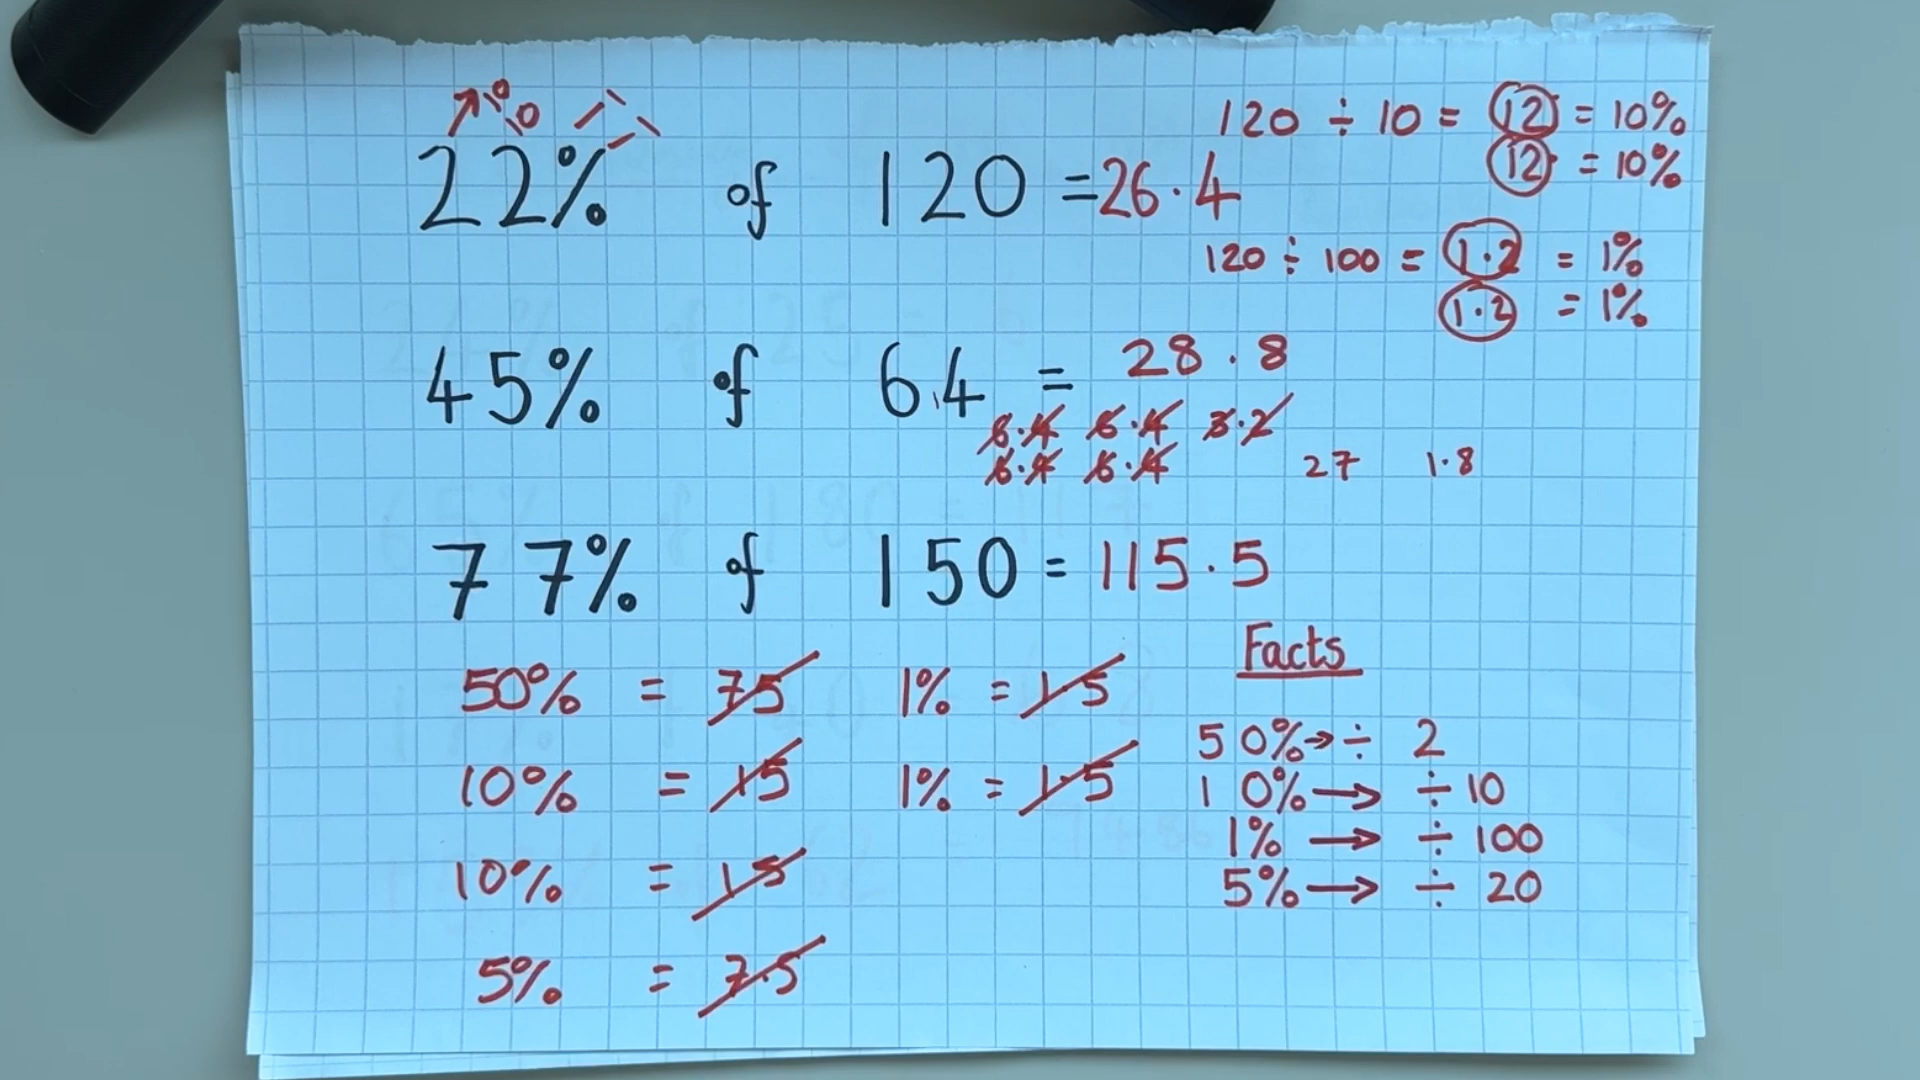 22% of 120 = 26.4
120 ÷ 10 = 12 = 10%
12 = 10%
120 ÷ 100 = 1.2 = 1%
1.2 = 1%
45% of 64 = 28.8
6.4 6.4 3.2
6.4 6.4
27 1.8
77% of 150 = 115.5
50% = 75 1% = 1.5
10% = 15 1% = 1.5
10% = 15
5% = 7.5
Facts
50% → ÷ 2
10% → ÷ 10
1% → ÷ 100
5% → ÷ 20